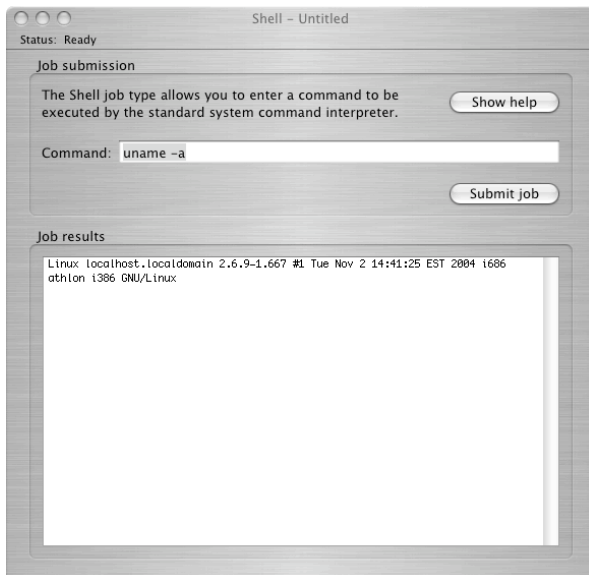 Shell – Untitled
Status: Ready
Job submission
The Shell job type allows you to enter a command to be
executed by the standard system command interpreter.
Show help
Command: uname –a
Submit job
Job results
Linux localhost.localdomain 2.6.9-1.667 #1 Tue Nov 2 14:41:25 EST 2004 i686
athlon i386 GNU/Linux